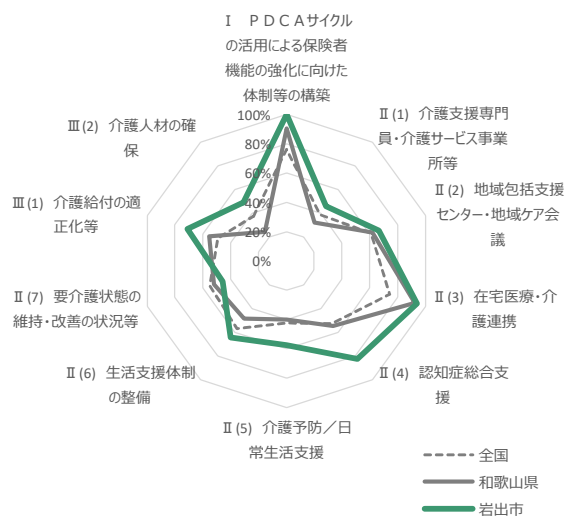 Ⅰ　ＰＤＣＡサイクル
の活用による保険者
機能の強化に向けた
体制等の構築
Ⅱ(1)　介護支援専門
員・介護サービス事業
所等
Ⅱ(2)　地域包括支援
センター・地域ケア会
議
Ⅱ(3)　在宅医療・介
護連携
Ⅱ(4)　認知症総合支
援
Ⅱ(5)　介護予防／日
常生活支援
Ⅱ(6)　生活支援体制
の整備
Ⅱ(7)　要介護状態の
維持・改善の状況等
Ⅲ(1)　介護給付の適
正化等
Ⅲ(2)　介護人材の確
保
100%
80%
60%
40%
20%
0%
全国
和歌山県
岩出市